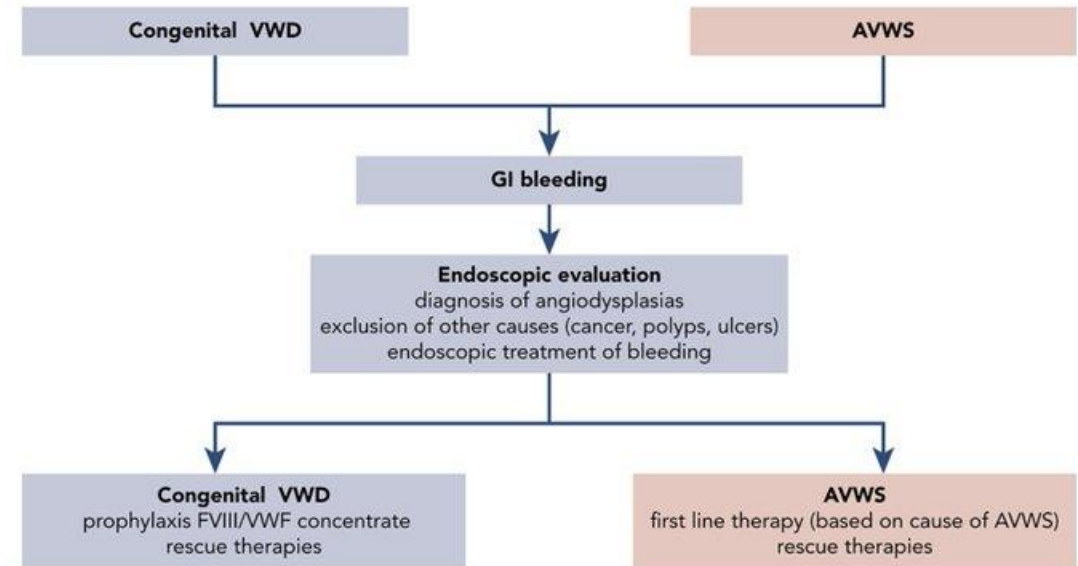 Congenital VWD
AVWS
GI bleeding
Endoscopic evaluation
diagnosis of angiodysplasias
exclusion of other causes (cancer, polyps, ulcers)
endoscopic treatment of bleeding
Congenital VWD
prophylaxis FVIII/VWF concentrate
rescue therapies
AVWS
first line therapy (based on cause of AVWS)
rescue therapies